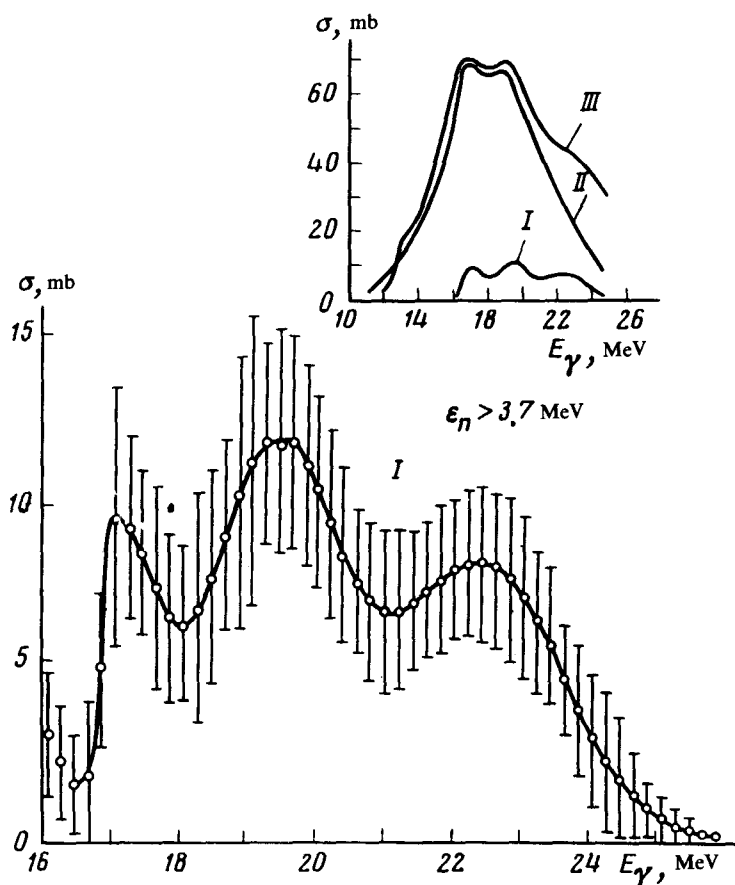 σ, mb
60
40
20
0
III
II
I
10 14 18 22 26
E_γ, MeV
σ, mb
15
10
5
0
ε_n > 3.7 MeV
I
16 18 20 22 24
E_γ, MeV